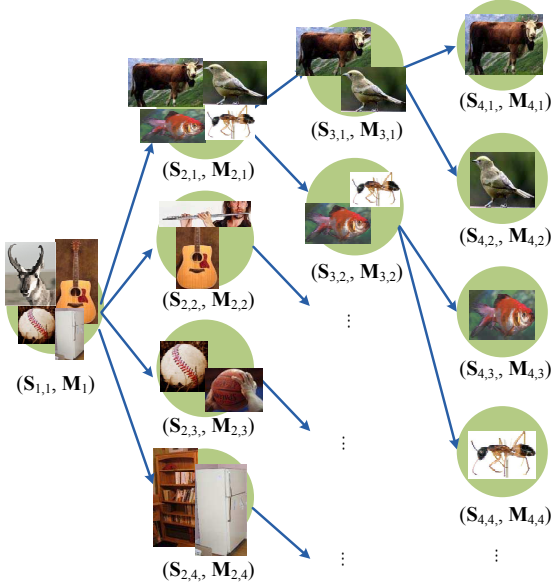 (S1,1, M1)
(S2,1,, M2,1)
(S2,2,, M2,2)
(S2,3,, M2,3)
(S2,4,, M2,4)
(S3,1,, M3,1)
(S3,2,, M3,2)
⋮
⋮
⋮
(S4,1,, M4,1)
(S4,2,, M4,2)
(S4,3,, M4,3)
(S4,4,, M4,4)
⋮